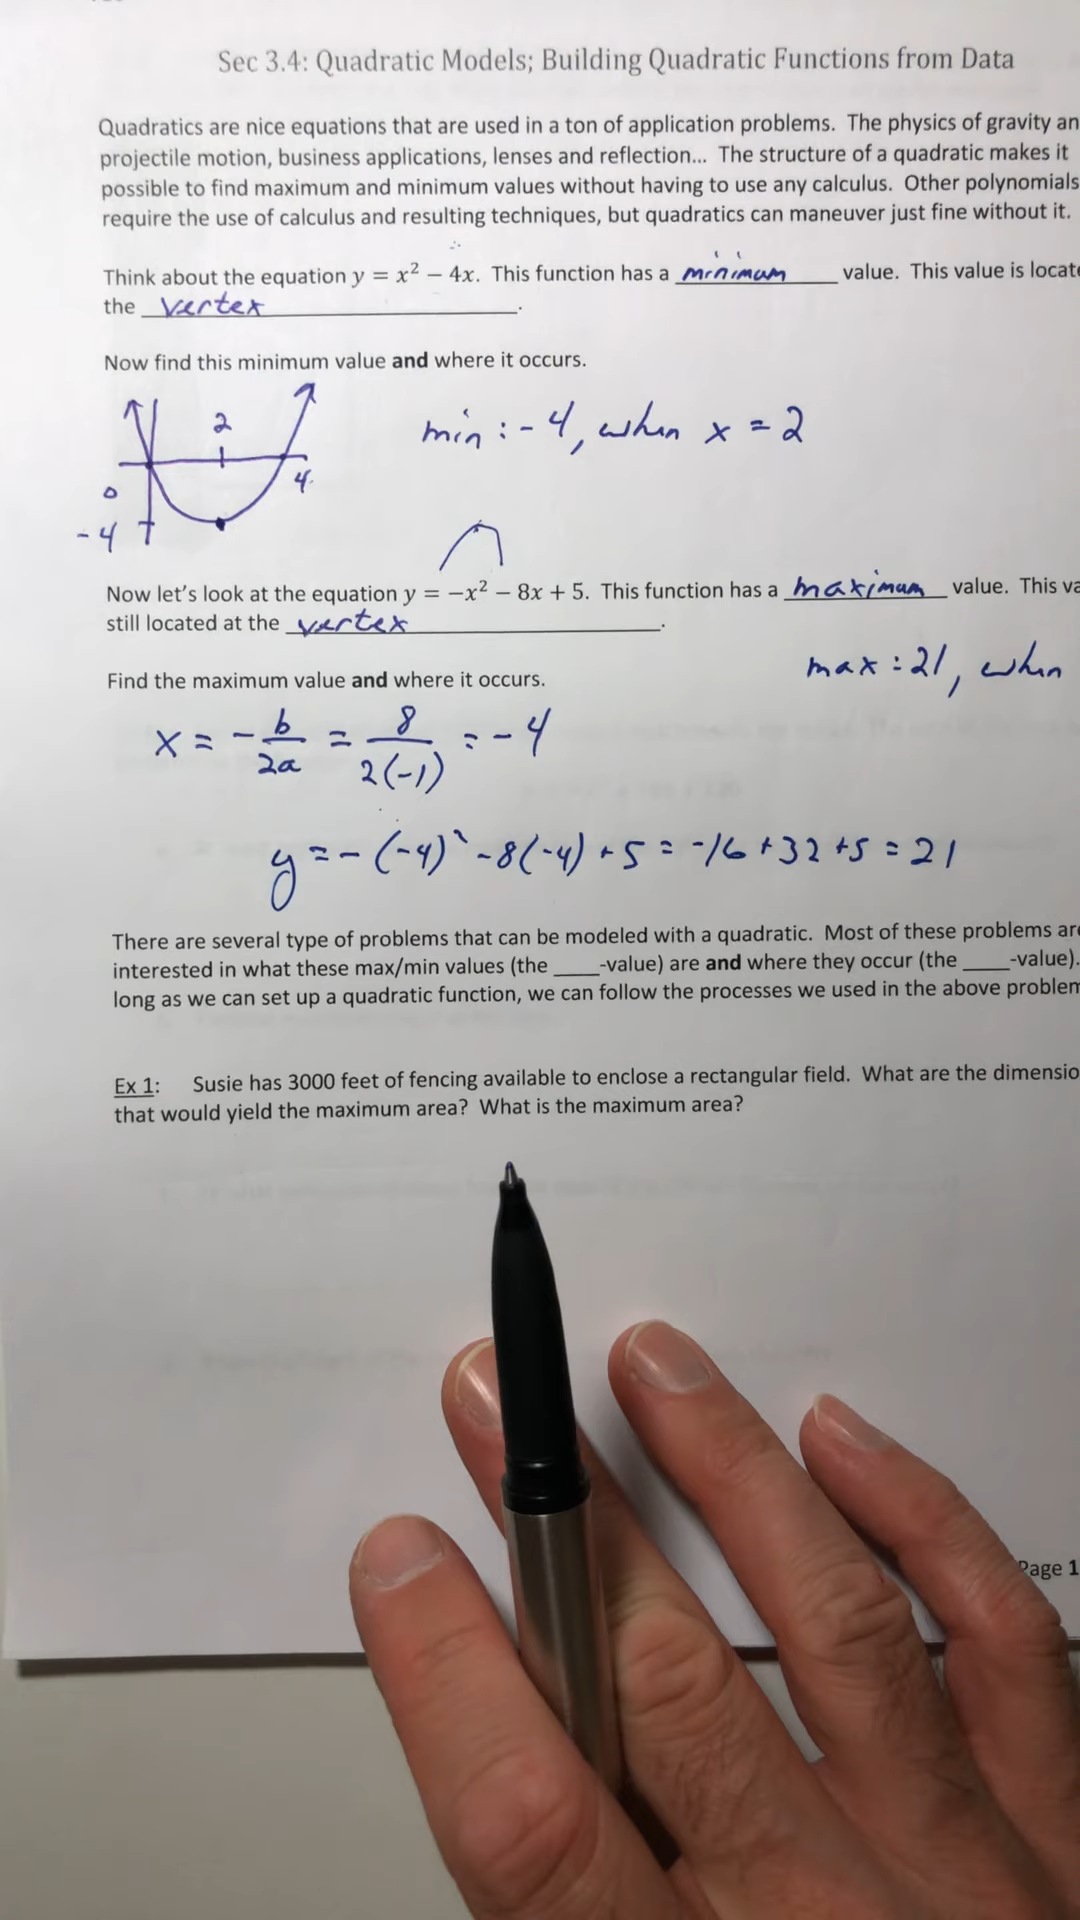 Sec 3.4: Quadratic Models; Building Quadratic Functions from Data
Quadratics are nice equations that are used in a ton of application problems. The physics of gravity an
projectile motion, business applications, lenses and reflection... The structure of a quadratic makes it
possible to find maximum and minimum values without having to use any calculus. Other polynomials
require the use of calculus and resulting techniques, but quadratics can maneuver just fine without it.
Think about the equation y = x² − 4x. This function has a minimum value. This value is locate
the vertex.
Now find this minimum value and where it occurs.
2
0
4
-4
min : -4, when x = 2
Now let's look at the equation y = −x² − 8x + 5. This function has a maximum value. This va
still located at the vertex.
Find the maximum value and where it occurs.
max : 21, when
x = -b/2a = 8/2(-1) = -4
y = -(-4)² - 8(-4) + 5 = -16 + 32 + 5 = 21
There are several type of problems that can be modeled with a quadratic. Most of these problems are
interested in what these max/min values (the ____-value) are and where they occur (the ____-value).
long as we can set up a quadratic function, we can follow the processes we used in the above problem
Ex 1: Susie has 3000 feet of fencing available to enclose a rectangular field. What are the dimensio
that would yield the maximum area? What is the maximum area?
Page 1